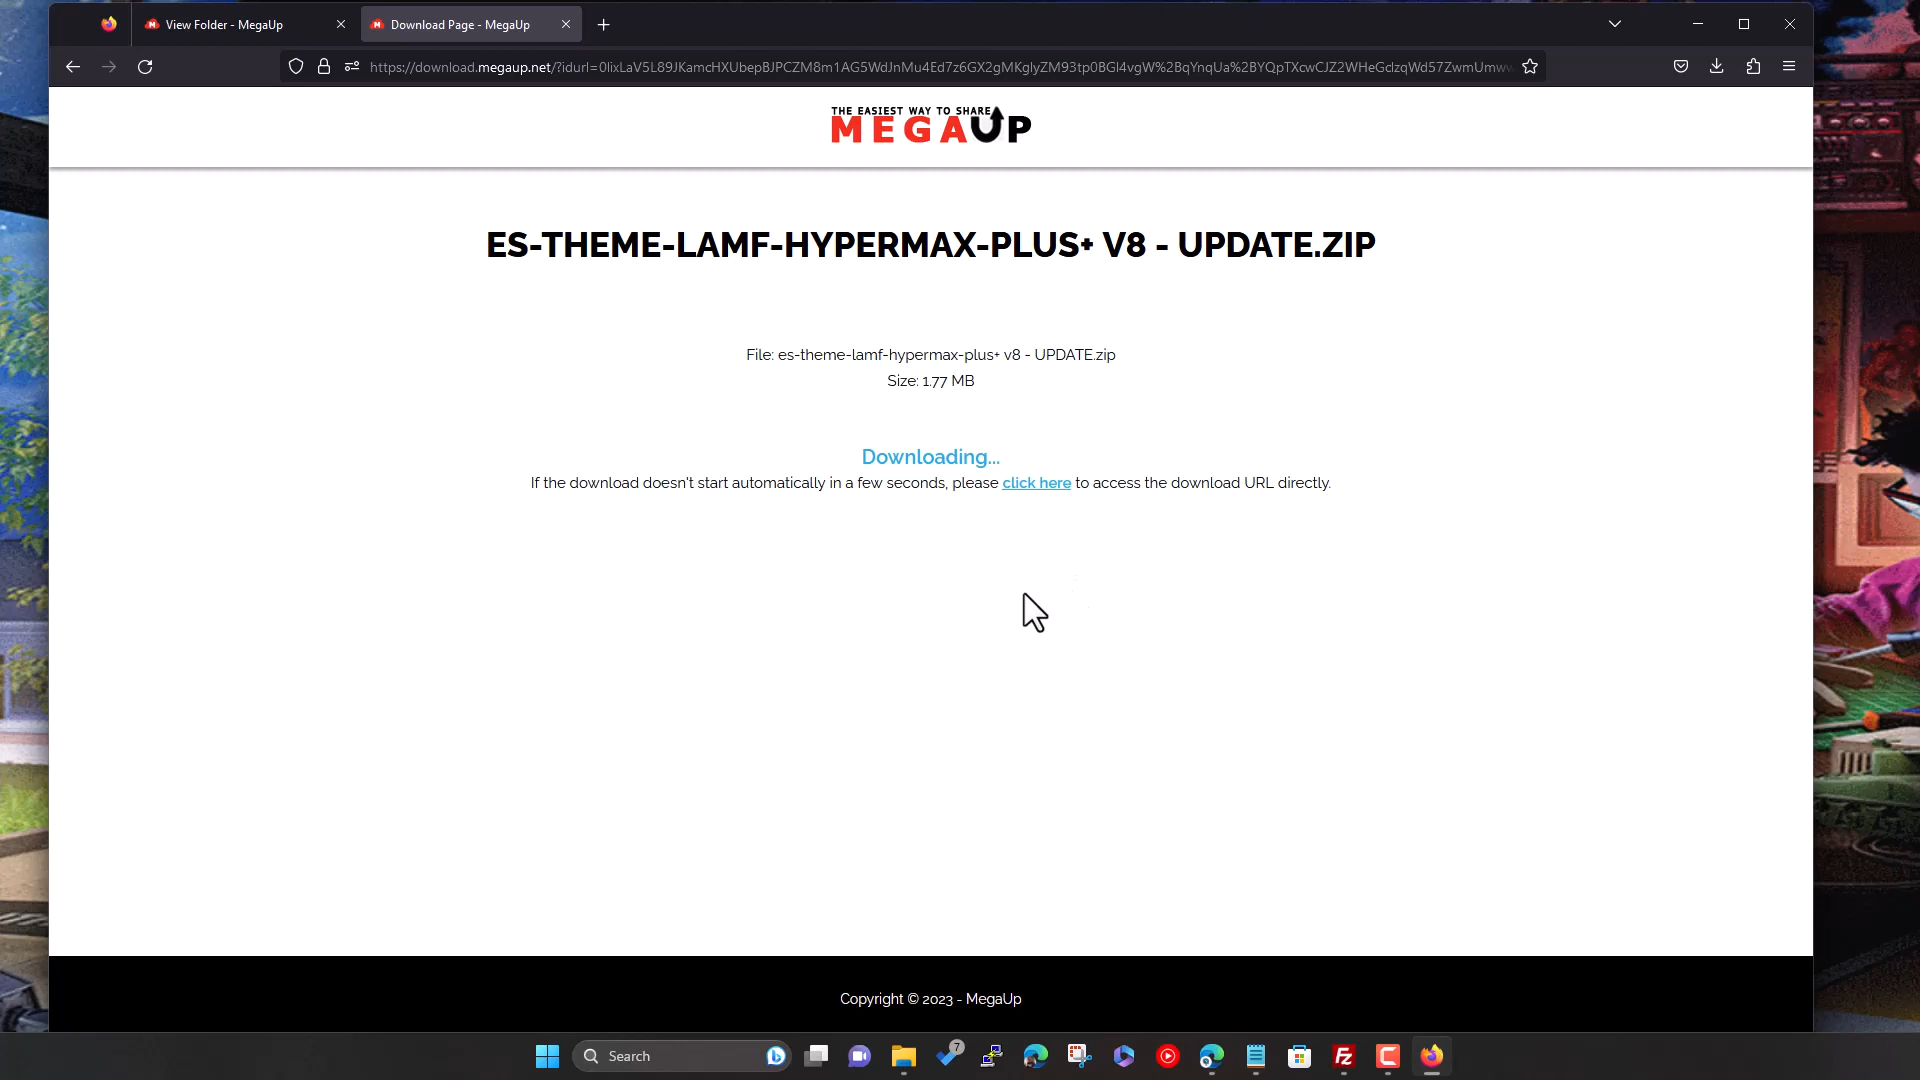 View Folder - MegaUp
Download Page - MegaUp
https://download.megaup.net/?idurl=
THE EASIEST WAY TO SHARE
MEGAUP
ES-THEME-LAMF-HYPERMAX-PLUS+ V8 - UPDATE.ZIP
File: es-theme-lamf-hypermax-plus+ v8 - UPDATE.zip
Size: 1.77 MB
Downloading...
If the download doesn't start automatically in a few seconds, please click here to access the download URL directly.
Copyright © 2023 - MegaUp
Search
7